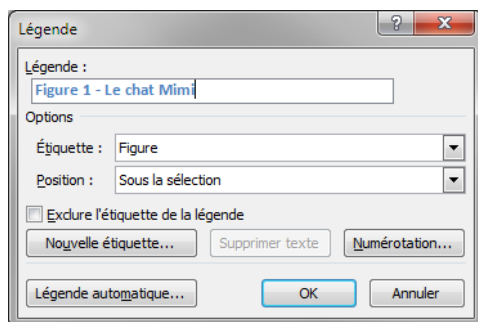 Légende
Légende :
Figure 1 - Le chat Mimi
Options
Étiquette : Figure
Position : Sous la sélection
Exclure l'étiquette de la légende
Nouvelle étiquette... Supprimer texte Numérotation...
Légende automatique... OK Annuler